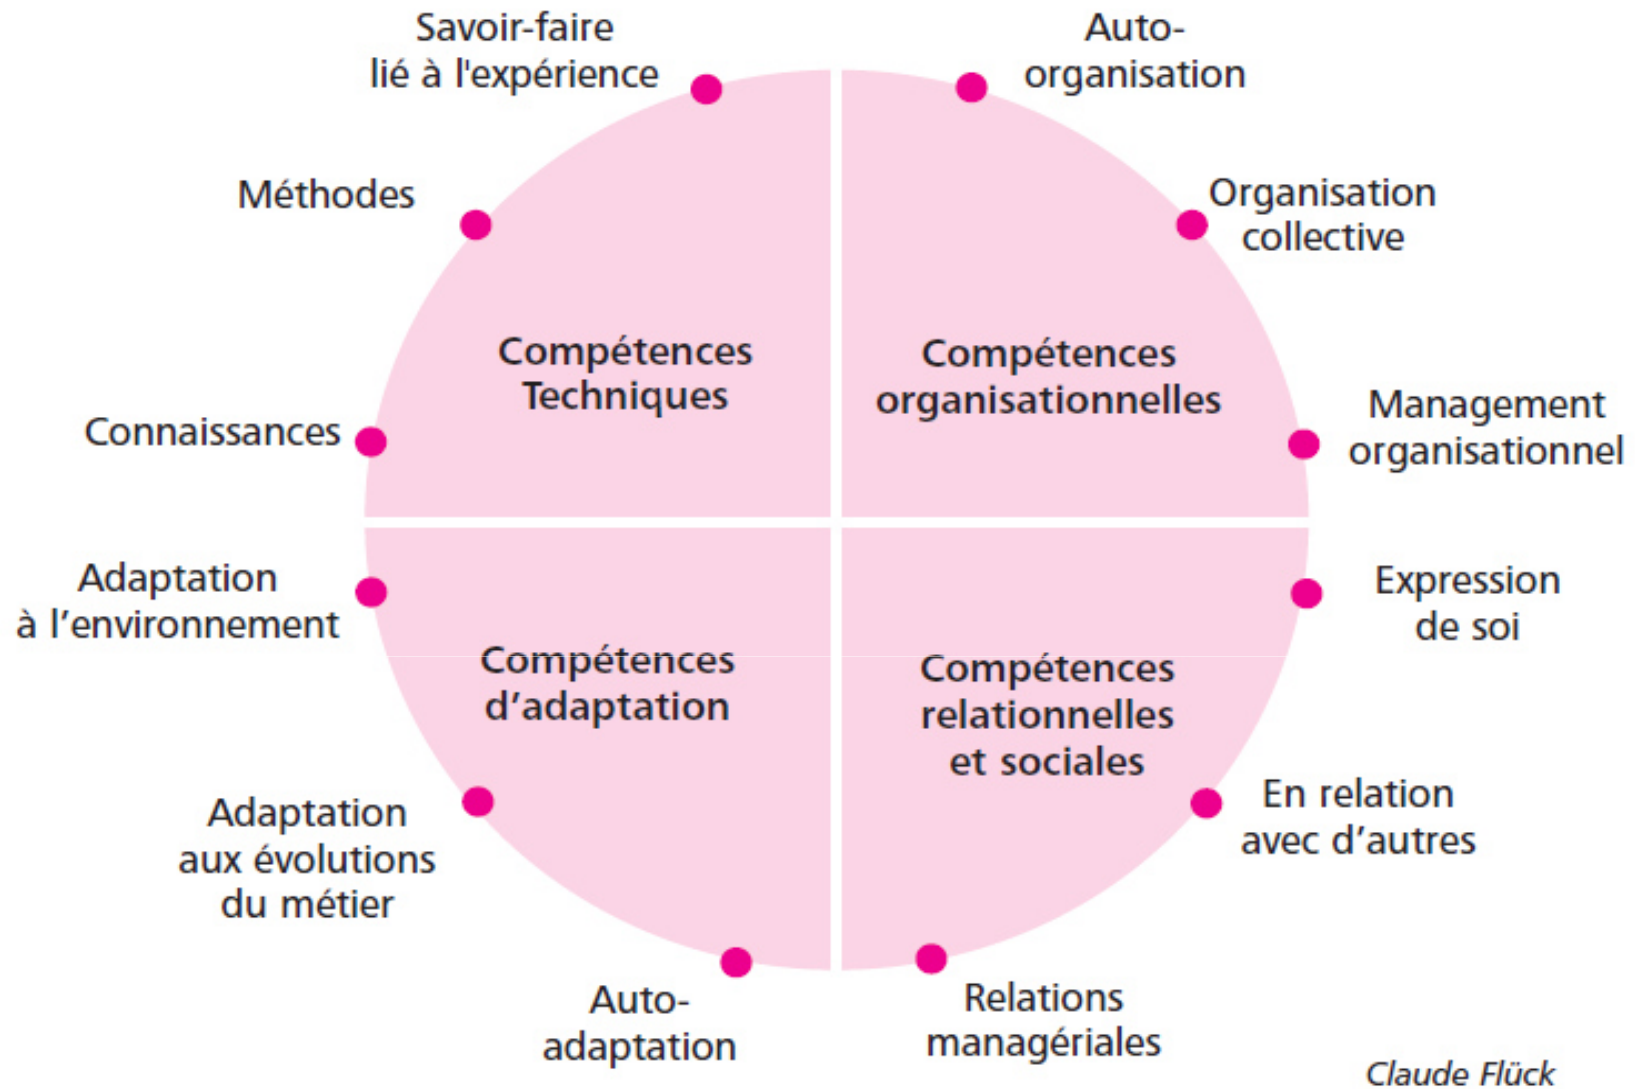 Savoir-faire
lié à l'expérience
Auto-
organisation
Méthodes
Organisation
collective
Compétences
Techniques
Compétences
organisationnelles
Connaissances
Management
organisationnel
Adaptation
à l’environnement
Expression
de soi
Compétences
d’adaptation
Compétences
relationnelles
et sociales
Adaptation
aux évolutions
du métier
En relation
avec d’autres
Auto-
adaptation
Relations
managériales
Claude Flück